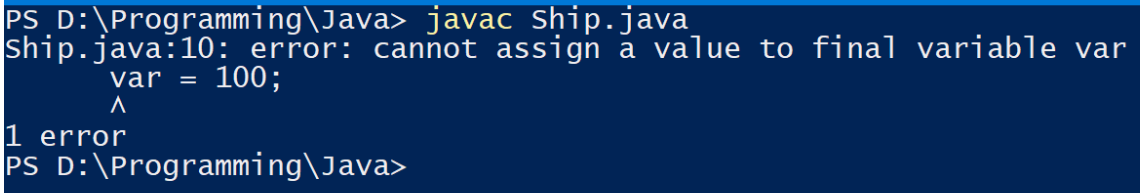 PS D:\Programming\Java> javac Ship.java
Ship.java:10: error: cannot assign a value to final variable var
var = 100;
^
1 error
PS D:\Programming\Java>